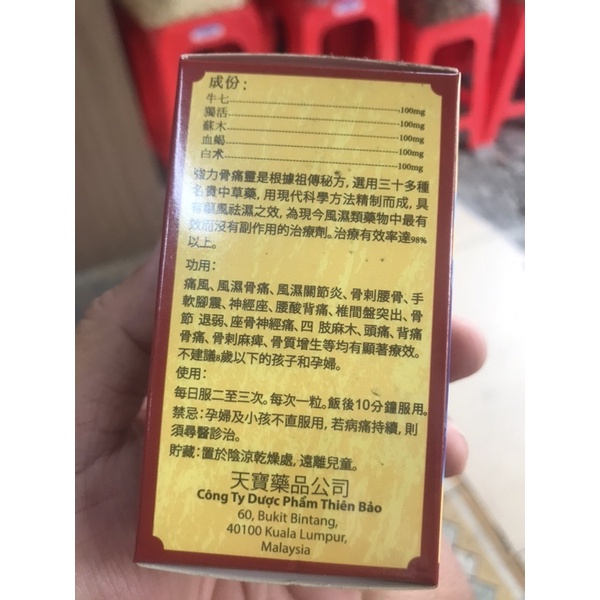 成份:
牛七 100mg
獨活 100mg
蘇木 100mg
血竭 100mg
白术 100mg
強力骨痛靈是根據祖傳秘方, 選用三十多種
名貴中草藥, 用現代科學方法精制而成, 具
有驅風祛濕之效, 為現今風濕類藥物中最有
效而沒有副作用的治療劑。治療有效率達98%
以上。
功用:
痛風、風濕骨痛、風濕關節炎、骨刺腰骨、手
軟腳震、神經座、腰酸背痛、椎間盤突出、骨
節 退弱、座骨神經痛、四 肢麻木、頭痛、背痛
骨痛、骨刺麻痺、骨質增生等均有顯著療效。
不建議8歲以下的孩子和孕婦。
使用:
每日服二至三次。每次一粒。飯後10分鐘服用。
禁忌: 孕婦及小孩不直服用, 若病痛持續, 則
須尋醫診治。
貯藏: 置於陰涼乾燥處, 遠離兒童。
天寶藥品公司
Công Ty Dược Phẩm Thiên Bảo
60, Bukit Bintang,
40100 Kuala Lumpur,
Malaysia